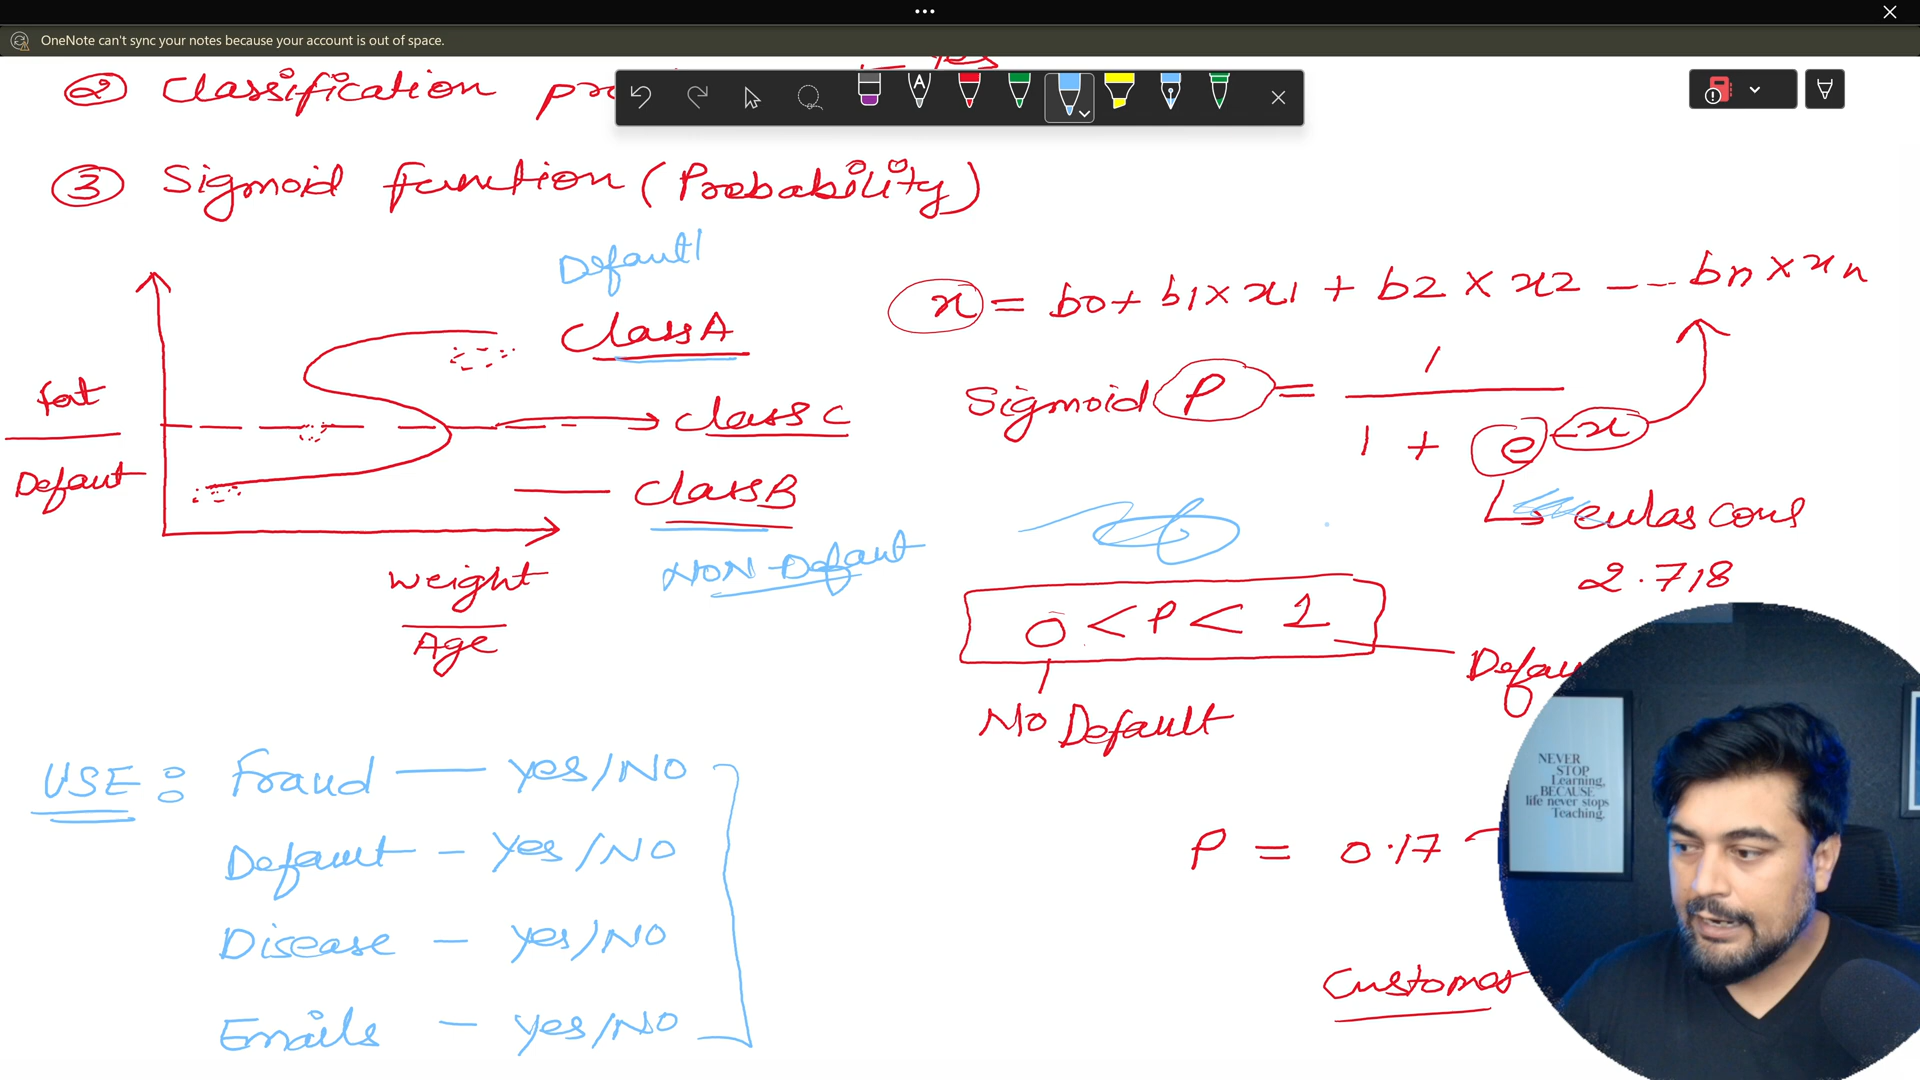 OneNote can't sync your notes because your account is out of space.
② Classification
③ Sigmoid function (Probability)
Default
Class A
x = b0 + b1 × x1 + b2 × x2 --- bn × xn
Fat
Defaut
Class C
Sigmoid P = 1 / 1 + e -x
Class B
NON-Defaut
eulas cons
2.718
Weight
Age
0 < P < 1
No Default
USE : Fraud — Yes/NO
Default - Yes/NO
Disease - Yes/NO
Emails - Yes/NO
P = 0.17
Customer
NEVER
STOP
Learning,
BECAUSE
life never stops
Teaching.